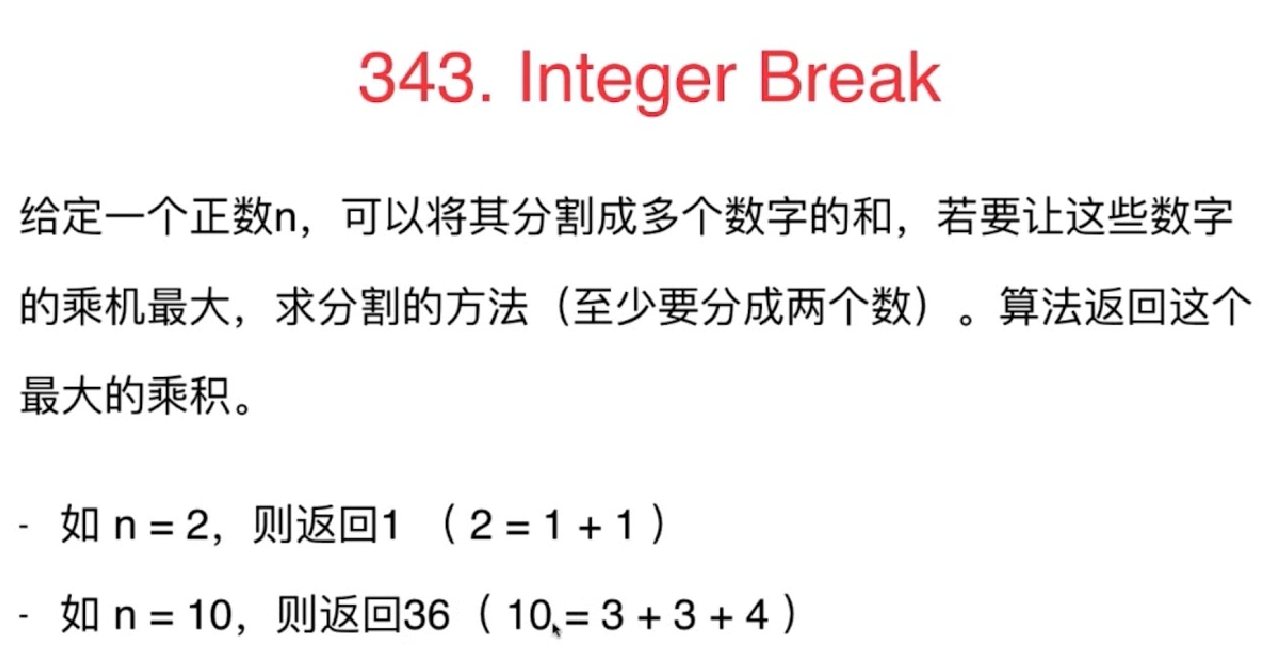 343. Integer Break
给定一个正数n，可以将其分割成多个数字的和，若要让这些数字
的乘机最大，求分割的方法（至少要分成两个数）。算法返回这个
最大的乘积。
- 如 n = 2，则返回1 （ 2 = 1 + 1 ）
- 如 n = 10，则返回36（ 10 = 3 + 3 + 4 ）